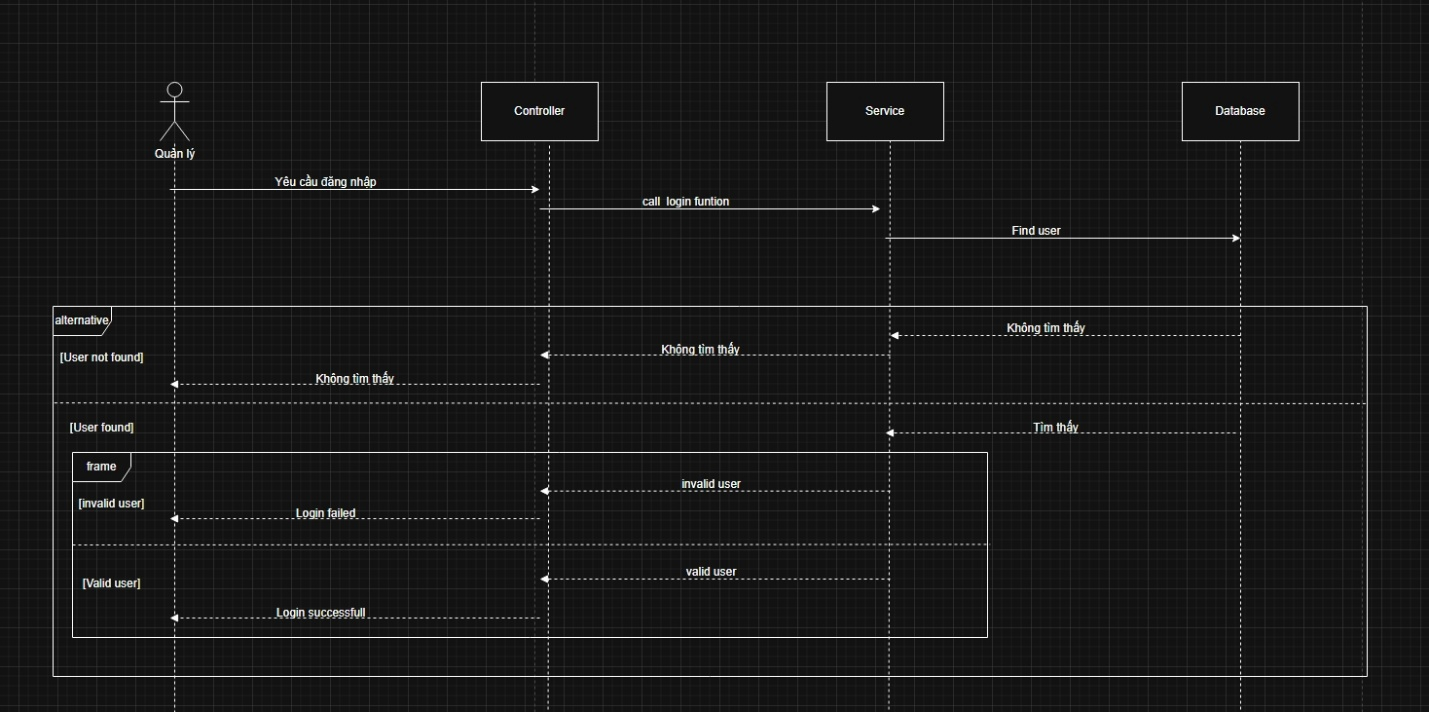 Controller
Service
Database
Quản lý
Yêu cầu đăng nhập
call login funtion
Find user
alternative
Không tìm thấy
Không tìm thấy
[User not found]
Không tìm thấy
[User found]
Tìm thấy
frame
invalid user
[invalid user]
Login failed
valid user
[Valid user]
Login successfull